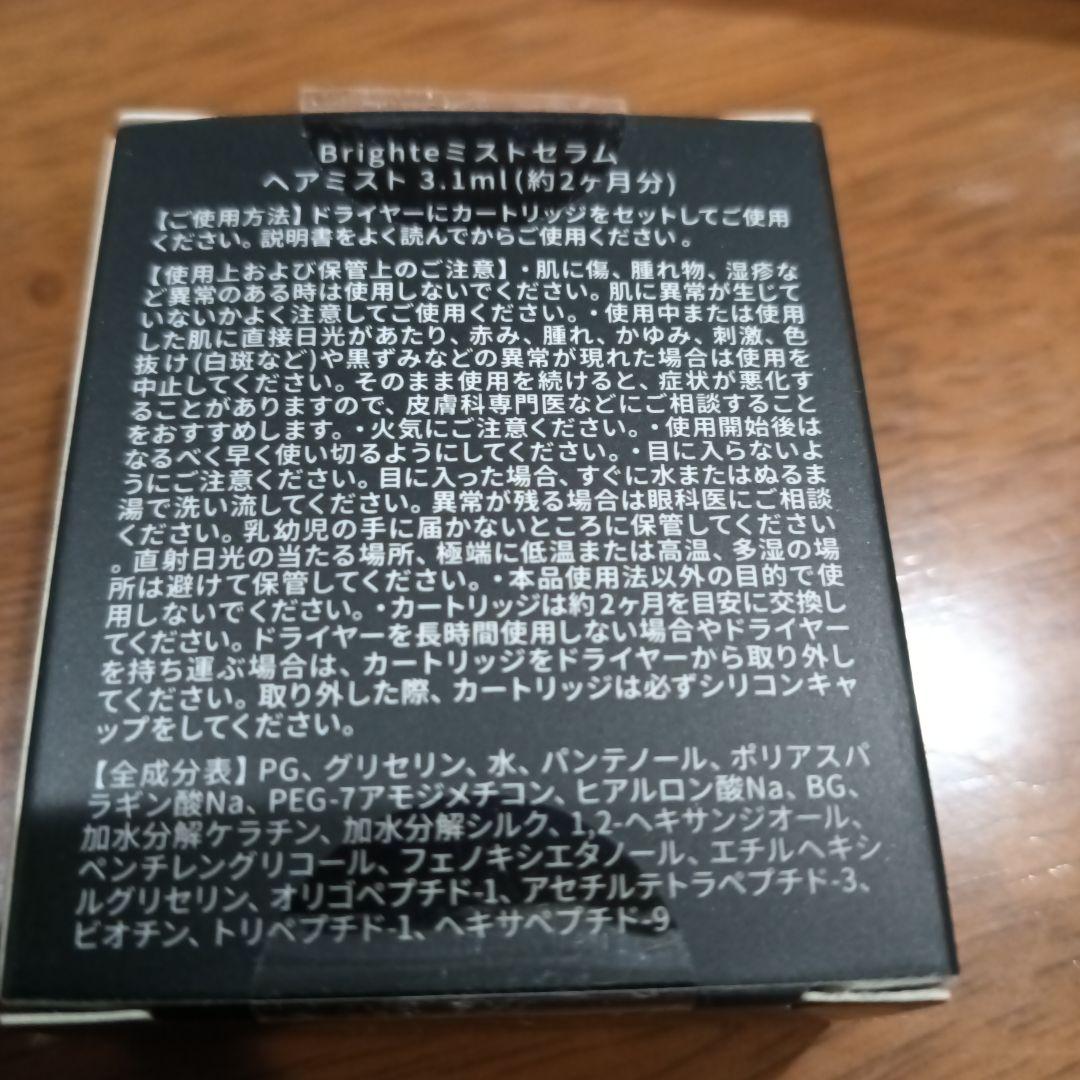 Brighteミストセラム
ヘアミスト 3.1ml(約2ヶ月分)
【ご使用方法】ドライヤーにカートリッジをセットしてご使用
ください。説明書をよく読んでからご使用ください。
【使用上および保管上のご注意】・肌に傷、腫れ物、湿疹な
ど異常のある時は使用しないでください。肌に異常が生じて
いないかよく注意してご使用ください。・使用中または使用
した肌に直接日光があたり、赤み、腫れ、かゆみ、刺激、色
抜け(白斑など)や黒ずみなどの異常が現れた場合は使用を
中止してください。そのまま使用を続けると、症状が悪化す
ることがありますので、皮膚科専門医などにご相談すること
をおすすめします。・火気にご注意ください。・使用開始後は
なるべく早く使い切るようにしてください。・目に入らないよ
うにご注意ください。目に入った場合、すぐに水またはぬるま
湯で洗い流してください。異常が残る場合は眼科医にご相談
ください。乳幼児の手に届かないところに保管してください
。直射日光の当たる場所、極端に低温または高温、多湿の場
所は避けて保管してください。・本品使用法以外の目的で使
用しないでください。・カートリッジは約2ヶ月を目安に交換し
てください。ドライヤーを長時間使用しない場合やドライヤー
を持ち運ぶ場合は、カートリッジをドライヤーから取り外し
てください。取り外した際、カートリッジは必ずシリコンキャ
ップをしてください。
【全成分表】PG、グリセリン、水、パンテノール、ポリアスパ
ラギン酸Na、PEG-7アモジメチコン、ヒアルロン酸Na、BG、
加水分解ケラチン、加水分解シルク、1,2-ヘキサンジオール、
ペンチレングリコール、フェノキシエタノール、エチルヘキシ
ルグリセリン、オリゴペプチド-1、アセチルテトラペプチド-3、
ビオチン、トリペプチド-1、ヘキサペプチド-9